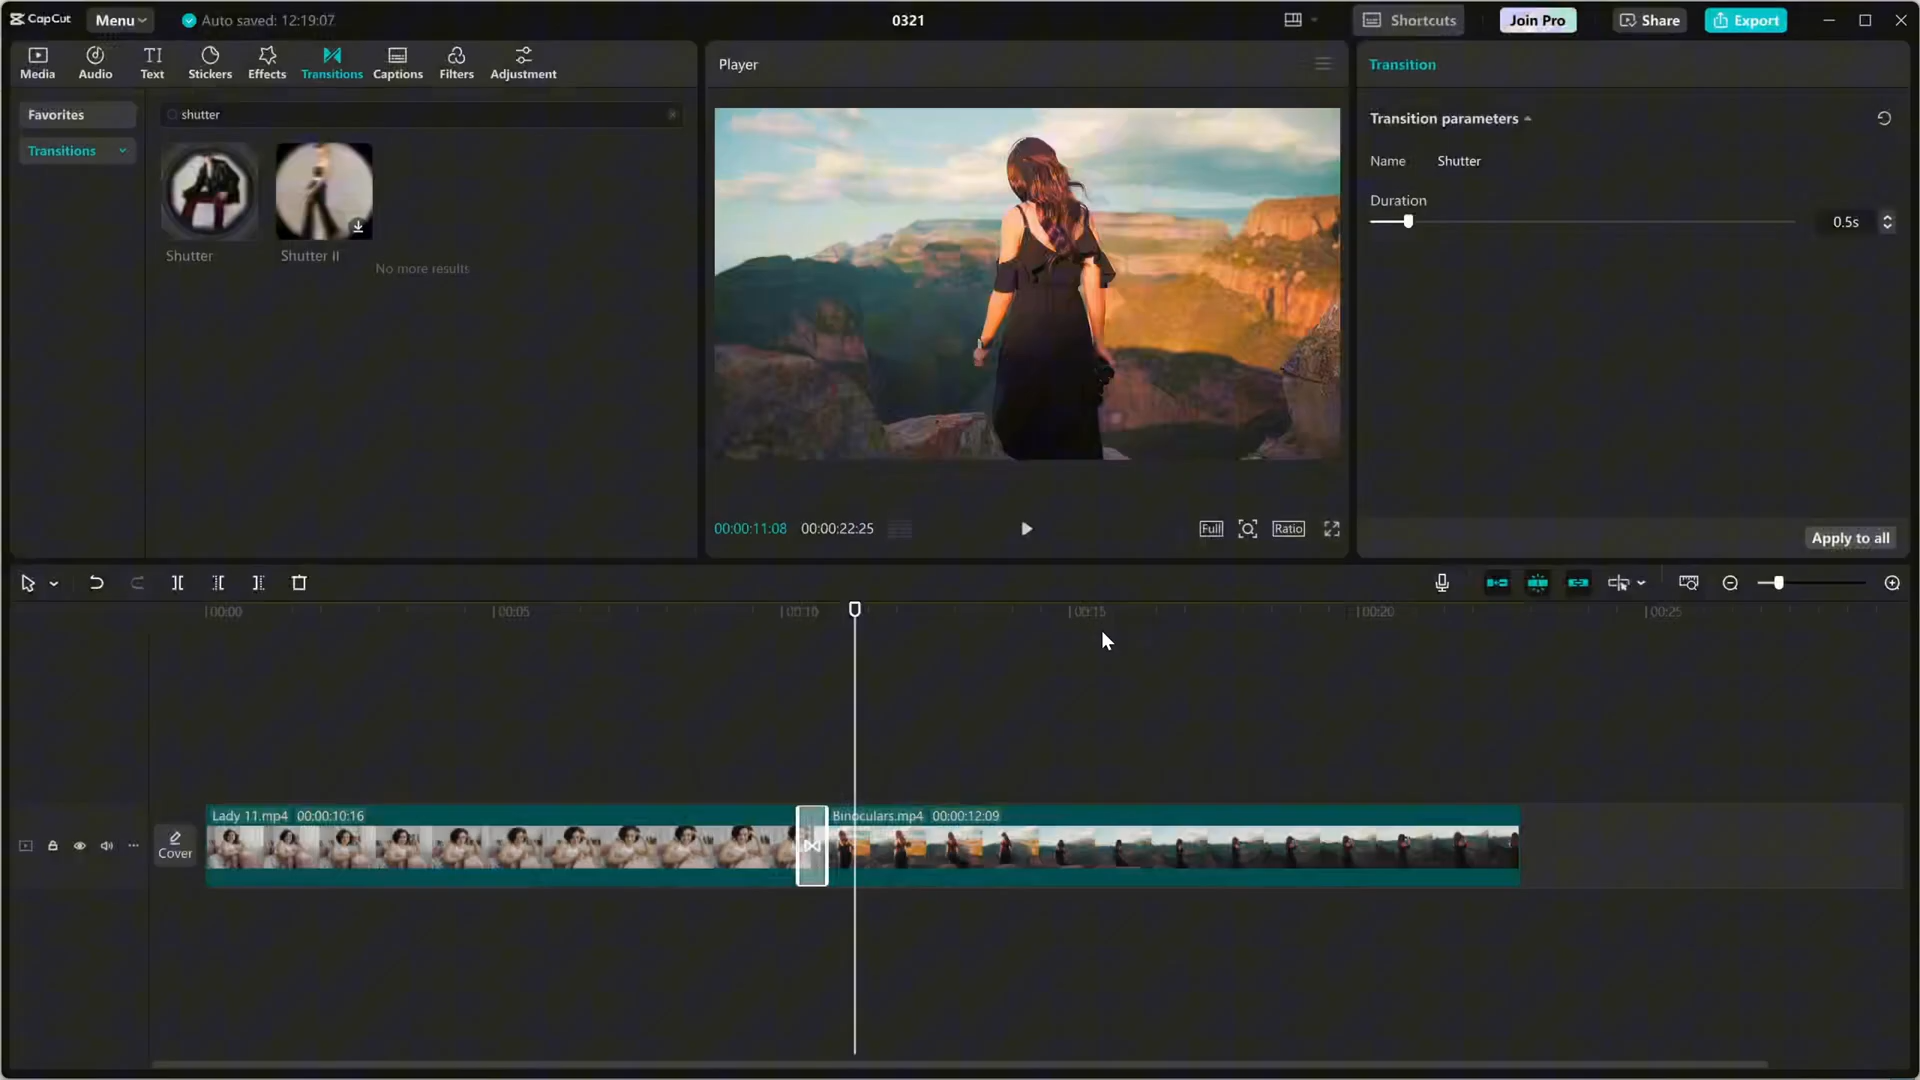 CapCut
Menu
Auto saved: 12:19:07
0321
Shortcuts
Join Pro
Share
Export
Media
Audio
Text
Stickers
Effects
Transitions
Captions
Filters
Adjustment
Favorites
Transitions
shutter
Shutter
Shutter II
No more results
Player
00:00:11:08
00:00:22:25
Full
Ratio
Transition
Transition parameters
Name Shutter
Duration
0.5s
Apply to all
00:00
00:05
00:10
00:15
00:20
00:25
Cover
Lady 11.mp4 00:00:10:16
Binoculars.mp4 00:00:12:09